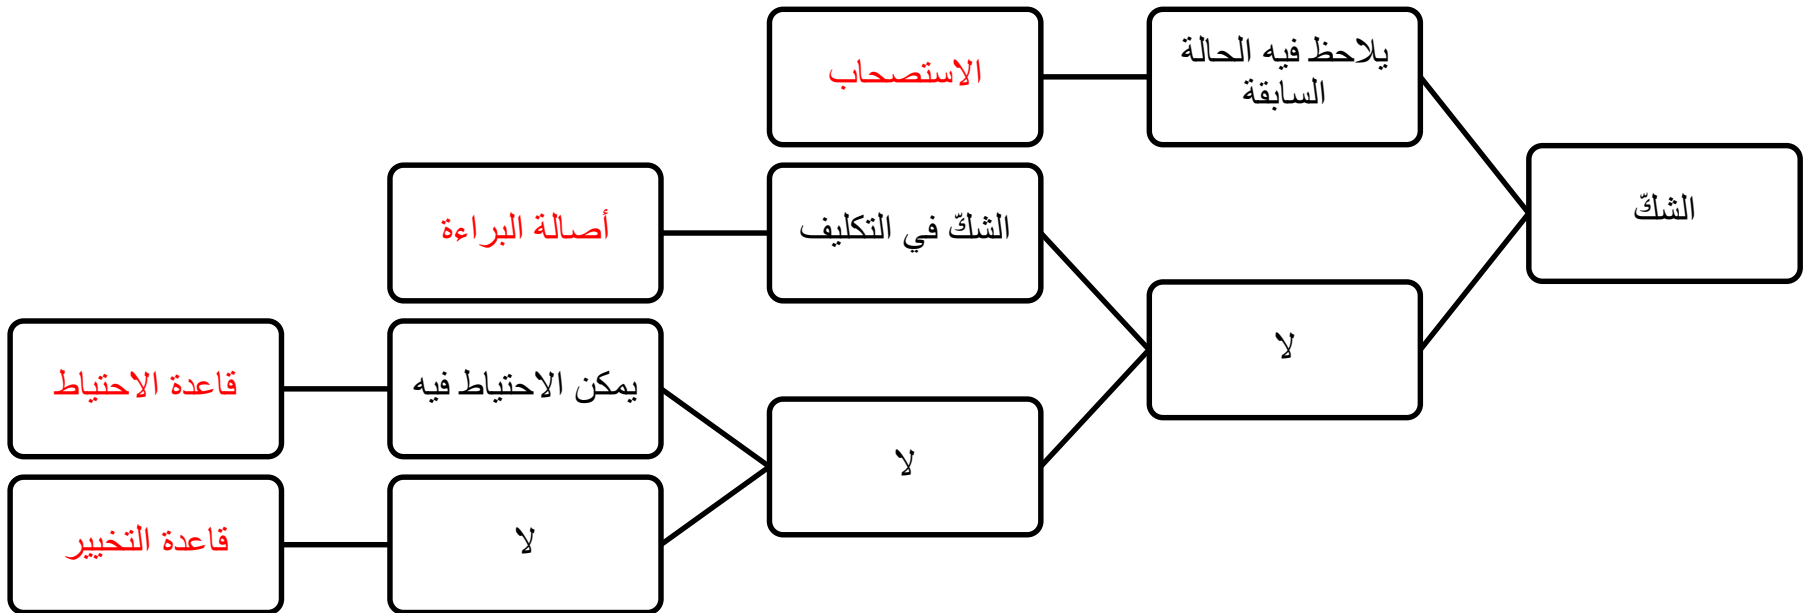 الشكّ
يلاحظ فيه الحالة
السابقة
الاستصحاب
لا
الشكّ في التكليف
أصالة البراءة
لا
يمكن الاحتياط فيه
قاعدة الاحتياط
لا
قاعدة التخيير